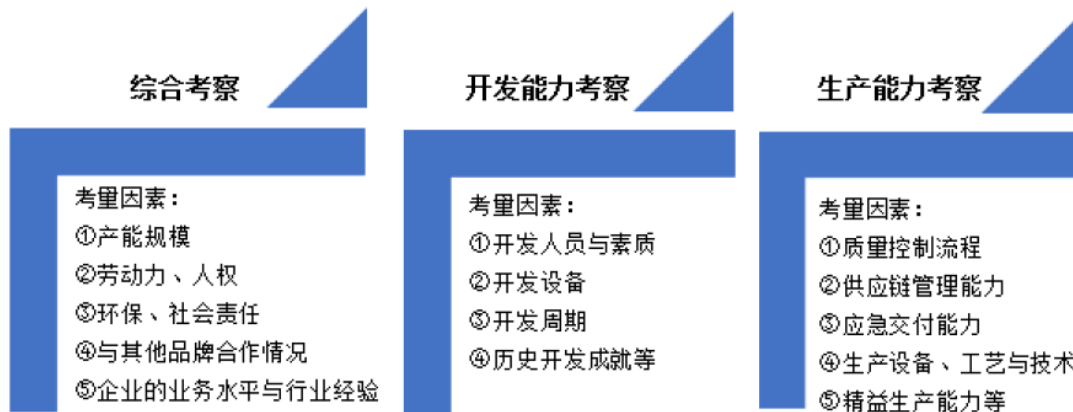 综合考察
考量因素：
①产能规模
②劳动力、人权
③环保、社会责任
④与其他品牌合作情况
⑤企业的业务水平与行业经验
开发能力考察
考量因素：
①开发人员与素质
②开发设备
③开发周期
④历史开发成就等
生产能力考察
考量因素：
①质量控制流程
②供应链管理能力
③应急交付能力
④生产设备、工艺与技术
⑤精益生产能力等